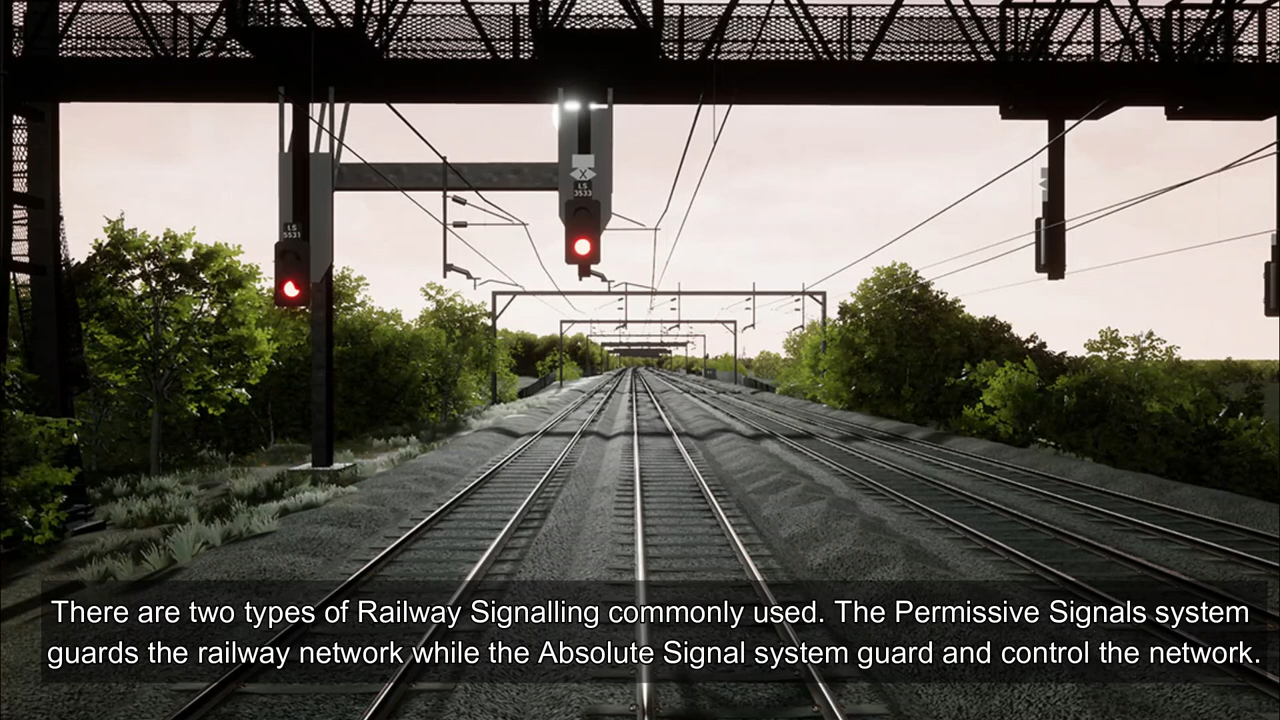 X
LS
3533
LS
5531
There are two types of Railway Signalling commonly used. The Permissive Signals system
guards the railway network while the Absolute Signal system guard and control the network.